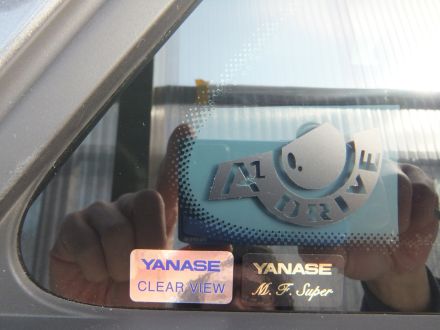 A1
DRIVE
YANASE
CLEAR VIEW
YANASE
M. F. Super